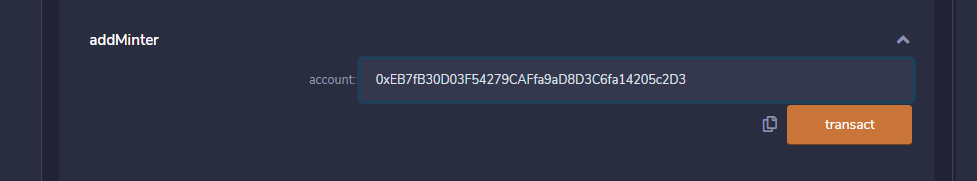 addMinter
account: 0xEB7fB30D03F54279CAFfa9aD8D3C6fa14205c2D3
transact